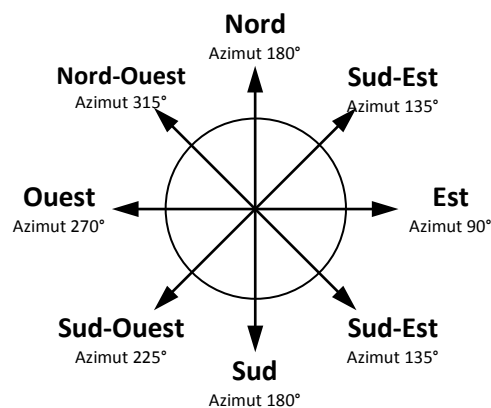 Nord
Azimut 180°
Nord-Ouest
Azimut 315°
Sud-Est
Azimut 135°
Ouest
Azimut 270°
Est
Azimut 90°
Sud-Ouest
Azimut 225°
Sud-Est
Azimut 135°
Sud
Azimut 180°